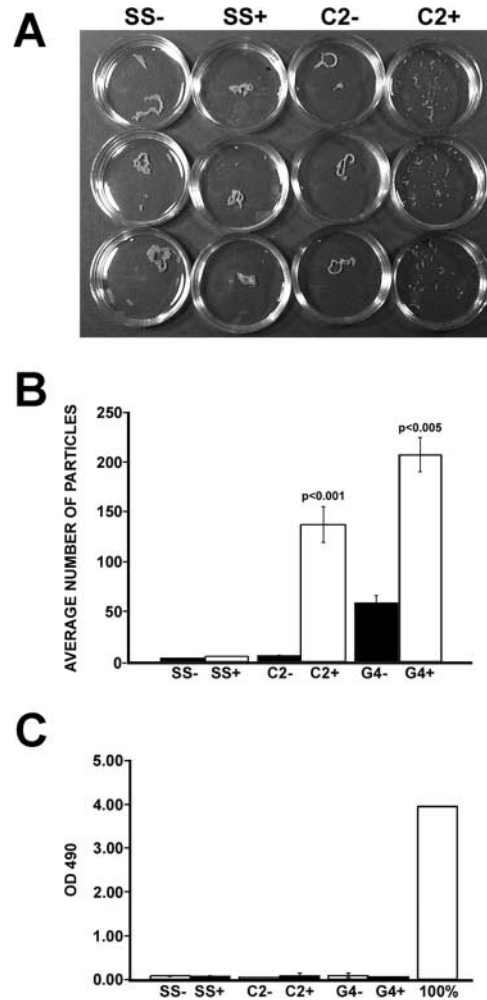 A
SS- SS+ C2- C2+
B
AVERAGE NUMBER OF PARTICLES
250
200
150
100
50
0
p<0.001
p<0.005
SS- SS+ C2- C2+ G4- G4+
C
OD 490
5.00
4.00
3.00
2.00
1.00
0.00
SS- SS+ C2- C2+ G4- G4+ 100%